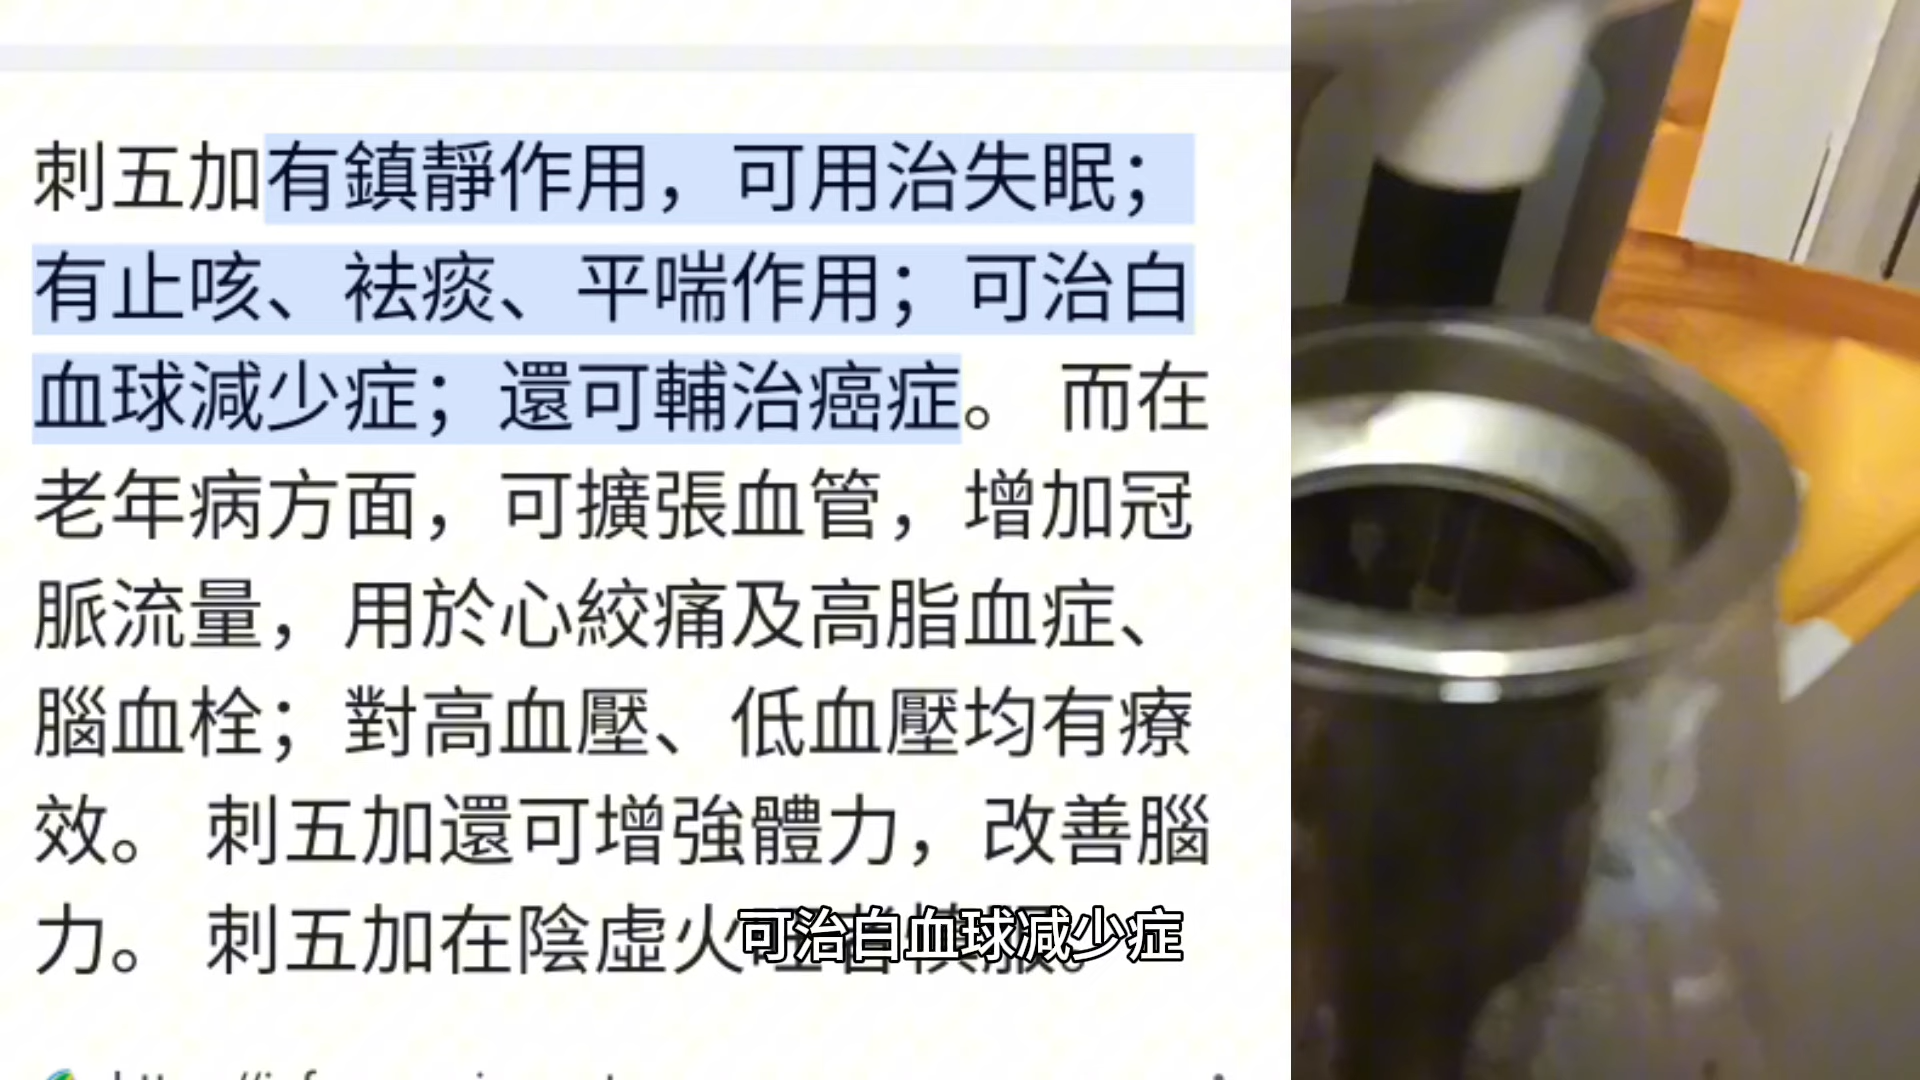 刺五加有鎮靜作用，可用治失眠；
有止咳、袪痰、平喘作用；可治白
血球減少症；還可輔治癌症。 而在
老年病方面，可擴張血管，增加冠
脈流量，用於心絞痛及高脂血症、
腦血栓；對高血壓、低血壓均有療
效。 刺五加還可增強體力，改善腦
力。 刺五加在陰虛火
可治白血球減少症